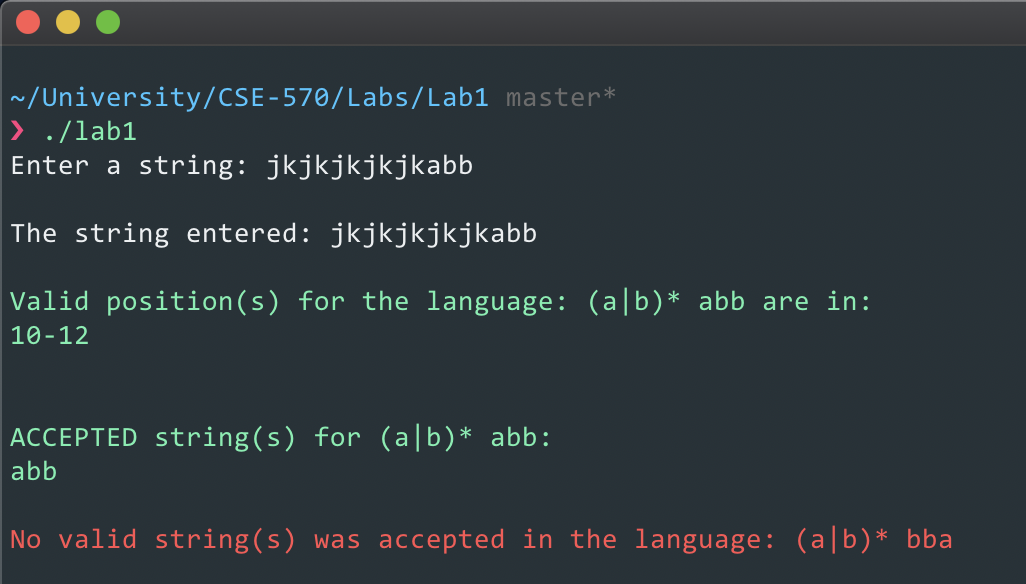 ~/University/CSE-570/Labs/Lab1 master*
❯ ./lab1
Enter a string: jkjkjkjkjkabb
The string entered: jkjkjkjkjkabb
Valid position(s) for the language: (a|b)* abb are in:
10-12
ACCEPTED string(s) for (a|b)* abb:
abb
No valid string(s) was accepted in the language: (a|b)* bba